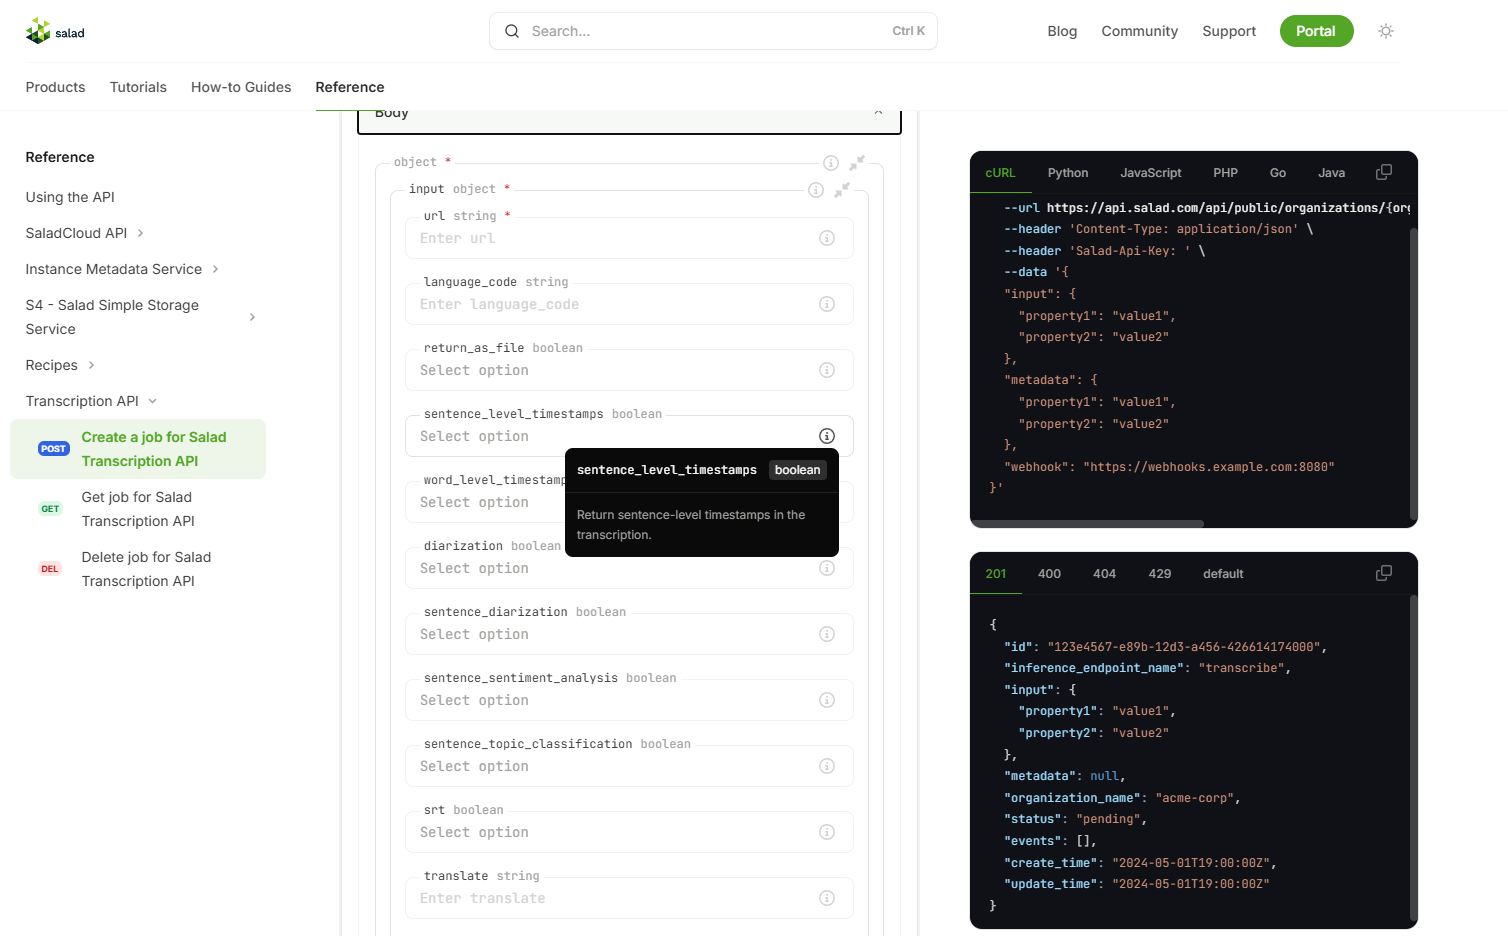 salad
Search...
Ctrl K
Blog
Community
Support
Portal
Products
Tutorials
How-to Guides
Reference
Reference
Using the API
SaladCloud API
Instance Metadata Service
S4 - Salad Simple Storage
Service
Recipes
Transcription API
POST
Create a job for Salad
Transcription API
GET
Get job for Salad
Transcription API
DEL
Delete job for Salad
Transcription API
Body
object *
input object *
url string *
Enter url
language_code string
Enter language_code
return_as_file boolean
Select option
sentence_level_timestamps boolean
Select option
sentence_level_timestamps boolean
Return sentence-level timestamps in the
transcription.
word_level_timestamp
Select option
diarization boolean
Select option
sentence_diarization boolean
Select option
sentence_sentiment_analysis boolean
Select option
sentence_topic_classification boolean
Select option
srt boolean
Select option
translate string
Enter translate
cURL
Python
JavaScript
PHP
Go
Java
--url https://api.salad.com/api/public/organizations/{org
--header 'Content-Type: application/json' \
--header 'Salad-Api-Key: ' \
--data '{
"input": {
"property1": "value1",
"property2": "value2"
},
"metadata": {
"property1": "value1",
"property2": "value2"
},
"webhook": "https://webhooks.example.com:8080"
}'
201
400
404
429
default
{
"id": "123e4567-e89b-12d3-a456-426614174000",
"inference_endpoint_name": "transcribe",
"input": {
"property1": "value1",
"property2": "value2"
},
"metadata": null,
"organization_name": "acme-corp",
"status": "pending",
"events": [],
"create_time": "2024-05-01T19:00:00Z",
"update_time": "2024-05-01T19:00:00Z"
}